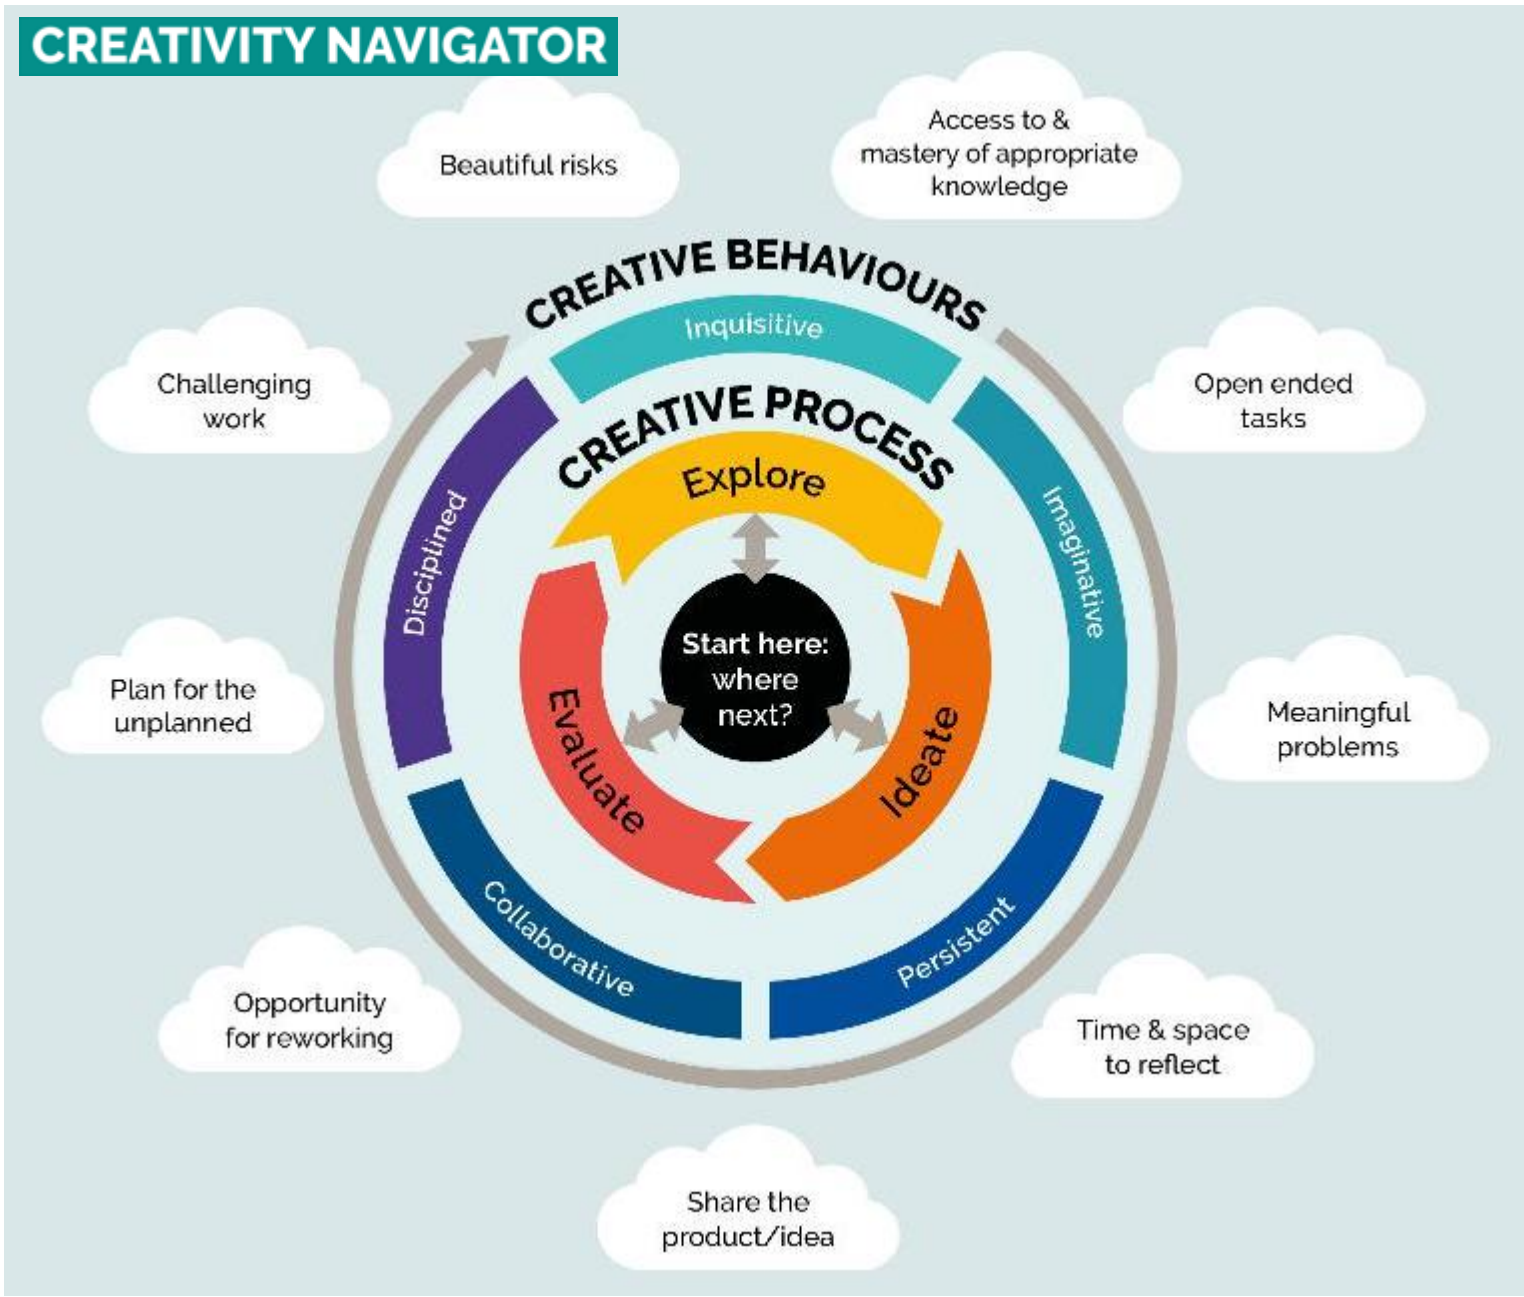 CREATIVITY NAVIGATOR
Beautiful risks
Access to &
mastery of appropriate
knowledge
Open ended
tasks
Meaningful
problems
Time & space
to reflect
Share the
product/idea
Opportunity
for reworking
Plan for the
unplanned
Challenging
work
CREATIVE BEHAVIOURS
Inquisitive
Imaginative
Persistent
Collaborative
Disciplined
CREATIVE PROCESS
Explore
Ideate
Evaluate
Start here:
where
next?